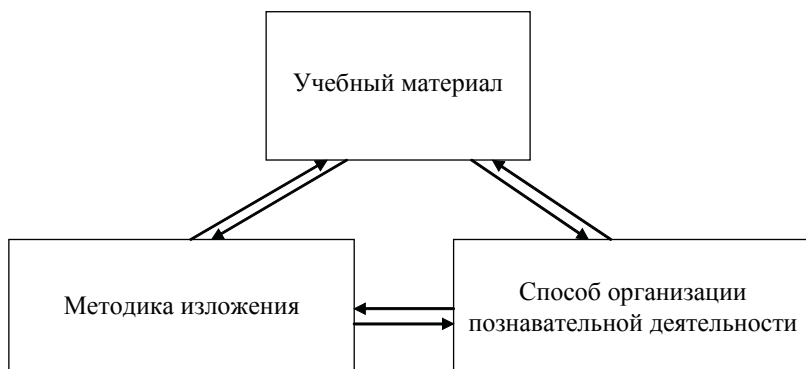 Учебный материал
Методика изложения
Способ организации
познавательной деятельности